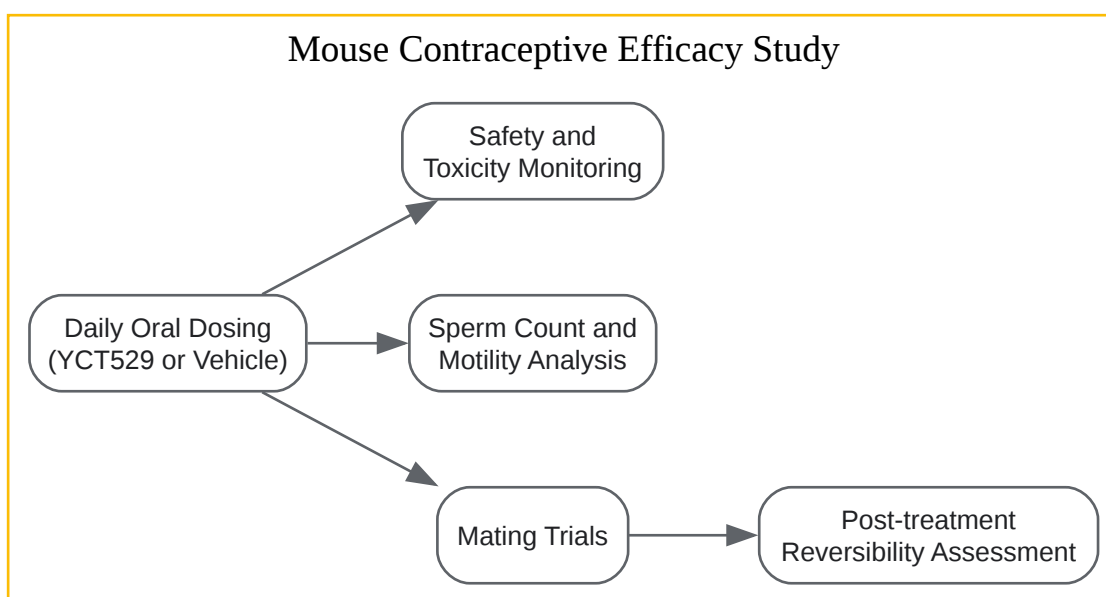 Mouse Contraceptive Efficacy Study
Safety and
Toxicity Monitoring
Daily Oral Dosing
(YCT529 or Vehicle)
Sperm Count and
Motility Analysis
Mating Trials
Post-treatment
Reversibility Assessment